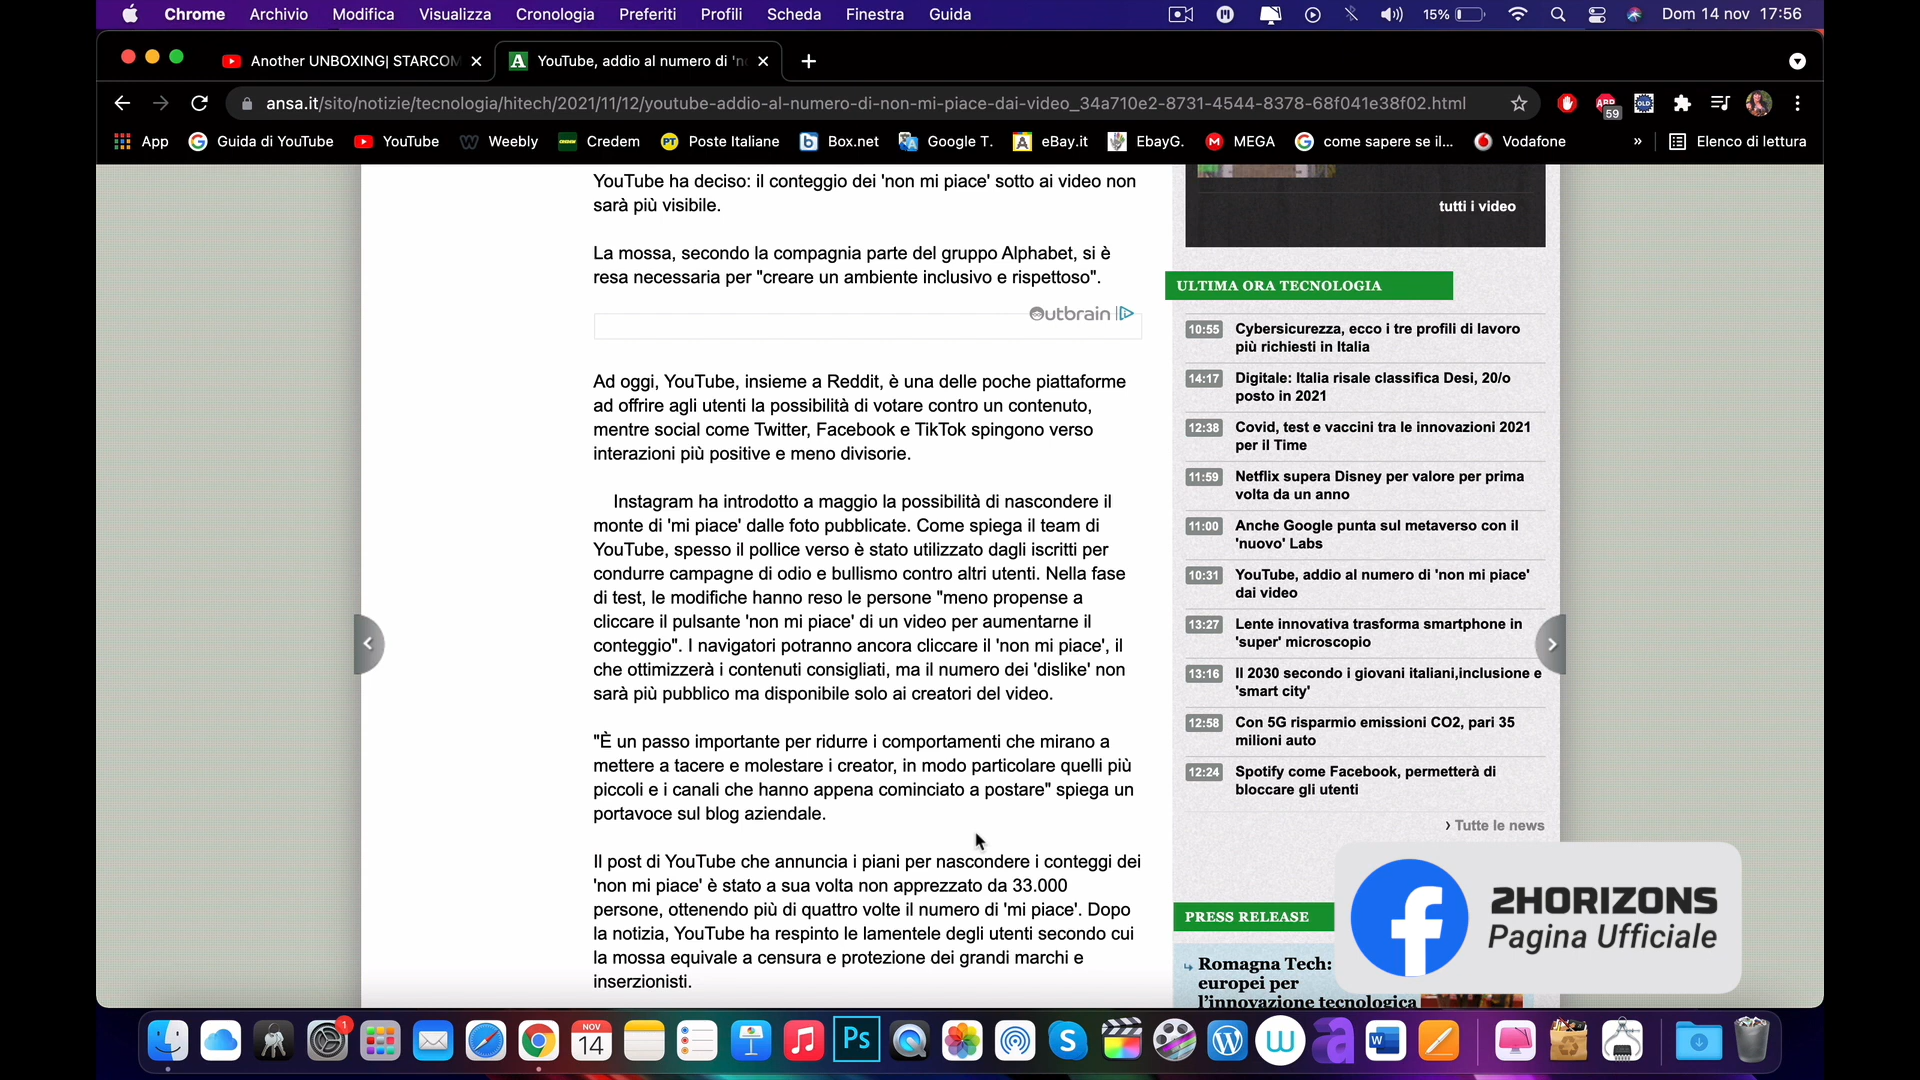 Chrome Archivio Modifica Visualizza Cronologia Preferiti Profili Scheda Finestra Guida 15% Dom 14 nov 17:56
Another UNBOXING| STARCOM YouTube, addio al numero di 'n
ansa.it/sito/notizie/tecnologia/hitech/2021/11/12/youtube-addio-al-numero-di-non-mi-piace-dai-video_34a710e2-8731-4544-8378-68f041e38f02.html ABP 59 OLD
App Guida di YouTube YouTube Weebly Credem Poste Italiane Box.net Google T. eBay.it EbayG. MEGA come sapere se il... Vodafone » Elenco di lettura
YouTube ha deciso: il conteggio dei 'non mi piace' sotto ai video non
sarà più visibile.
La mossa, secondo la compagnia parte del gruppo Alphabet, si è
resa necessaria per "creare un ambiente inclusivo e rispettoso".
Outbrain
Ad oggi, YouTube, insieme a Reddit, è una delle poche piattaforme
ad offrire agli utenti la possibilità di votare contro un contenuto,
mentre social come Twitter, Facebook e TikTok spingono verso
interazioni più positive e meno divisorie.
Instagram ha introdotto a maggio la possibilità di nascondere il
monte di 'mi piace' dalle foto pubblicate. Come spiega il team di
YouTube, spesso il pollice verso è stato utilizzato dagli iscritti per
condurre campagne di odio e bullismo contro altri utenti. Nella fase
di test, le modifiche hanno reso le persone "meno propense a
cliccare il pulsante 'non mi piace' di un video per aumentarne il
conteggio". I navigatori potranno ancora cliccare il 'non mi piace', il
che ottimizzerà i contenuti consigliati, ma il numero dei 'dislike' non
sarà più pubblico ma disponibile solo ai creatori del video.
"È un passo importante per ridurre i comportamenti che mirano a
mettere a tacere e molestare i creator, in modo particolare quelli più
piccoli e i canali che hanno appena cominciato a postare" spiega un
portavoce sul blog aziendale.
Il post di YouTube che annuncia i piani per nascondere i conteggi dei
'non mi piace' è stato a sua volta non apprezzato da 33.000
persone, ottenendo più di quattro volte il numero di 'mi piace'. Dopo
la notizia, YouTube ha respinto le lamentele degli utenti secondo cui
la mossa equivale a censura e protezione dei grandi marchi e
inserzionisti.
tutti i video
ULTIMA ORA TECNOLOGIA
10:55 Cybersicurezza, ecco i tre profili di lavoro
più richiesti in Italia
14:17 Digitale: Italia risale classifica Desi, 20/o
posto in 2021
12:38 Covid, test e vaccini tra le innovazioni 2021
per il Time
11:59 Netflix supera Disney per valore per prima
volta da un anno
11:00 Anche Google punta sul metaverso con il
'nuovo' Labs
10:31 YouTube, addio al numero di 'non mi piace'
dai video
13:27 Lente innovativa trasforma smartphone in
'super' microscopio
13:16 Il 2030 secondo i giovani italiani,inclusione e
'smart city'
12:58 Con 5G risparmio emissioni CO2, pari 35
milioni auto
12:24 Spotify come Facebook, permetterà di
bloccare gli utenti
› Tutte le news
PRESS RELEASE
Romagna Tech:
europei per
l'innovazione tecnologica
2HORIZONS
Pagina Ufficiale
1 NOV 14 Ps W